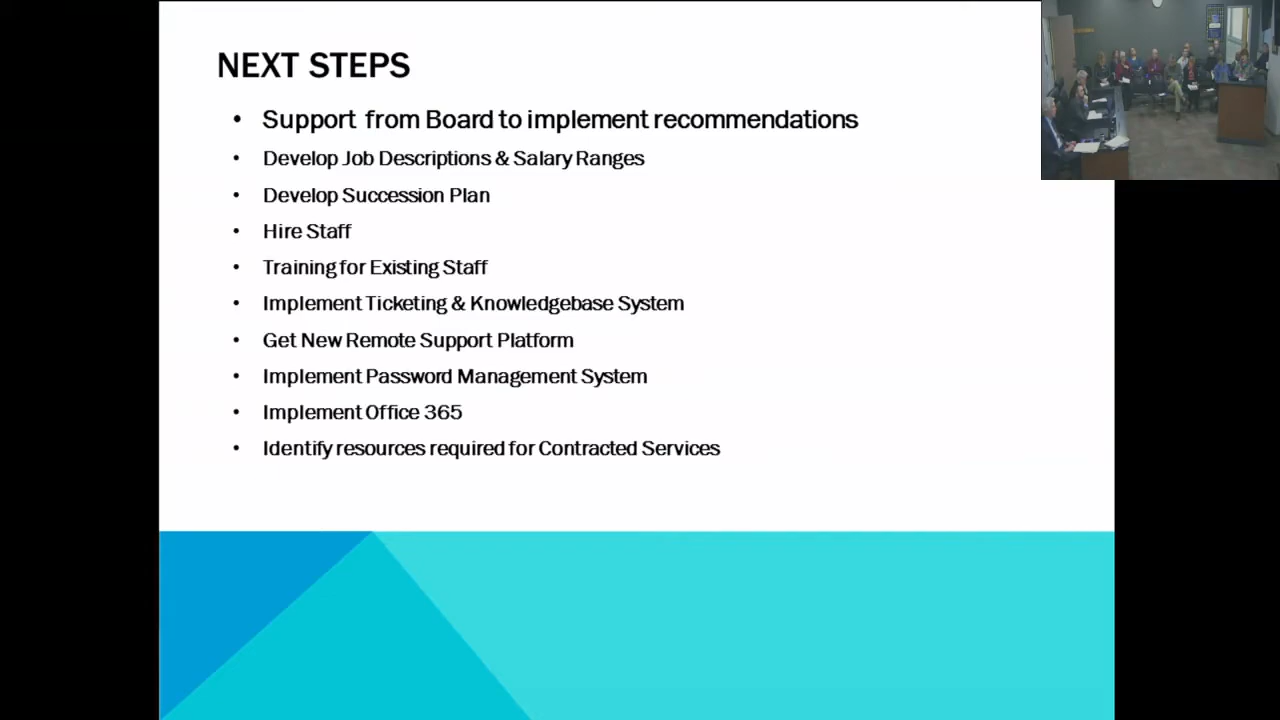 NEXT STEPS
• Support from Board to implement recommendations
• Develop Job Descriptions & Salary Ranges
• Develop Succession Plan
• Hire Staff
• Training for Existing Staff
• Implement Ticketing & Knowledgebase System
• Get New Remote Support Platform
• Implement Password Management System
• Implement Office 365
• Identify resources required for Contracted Services